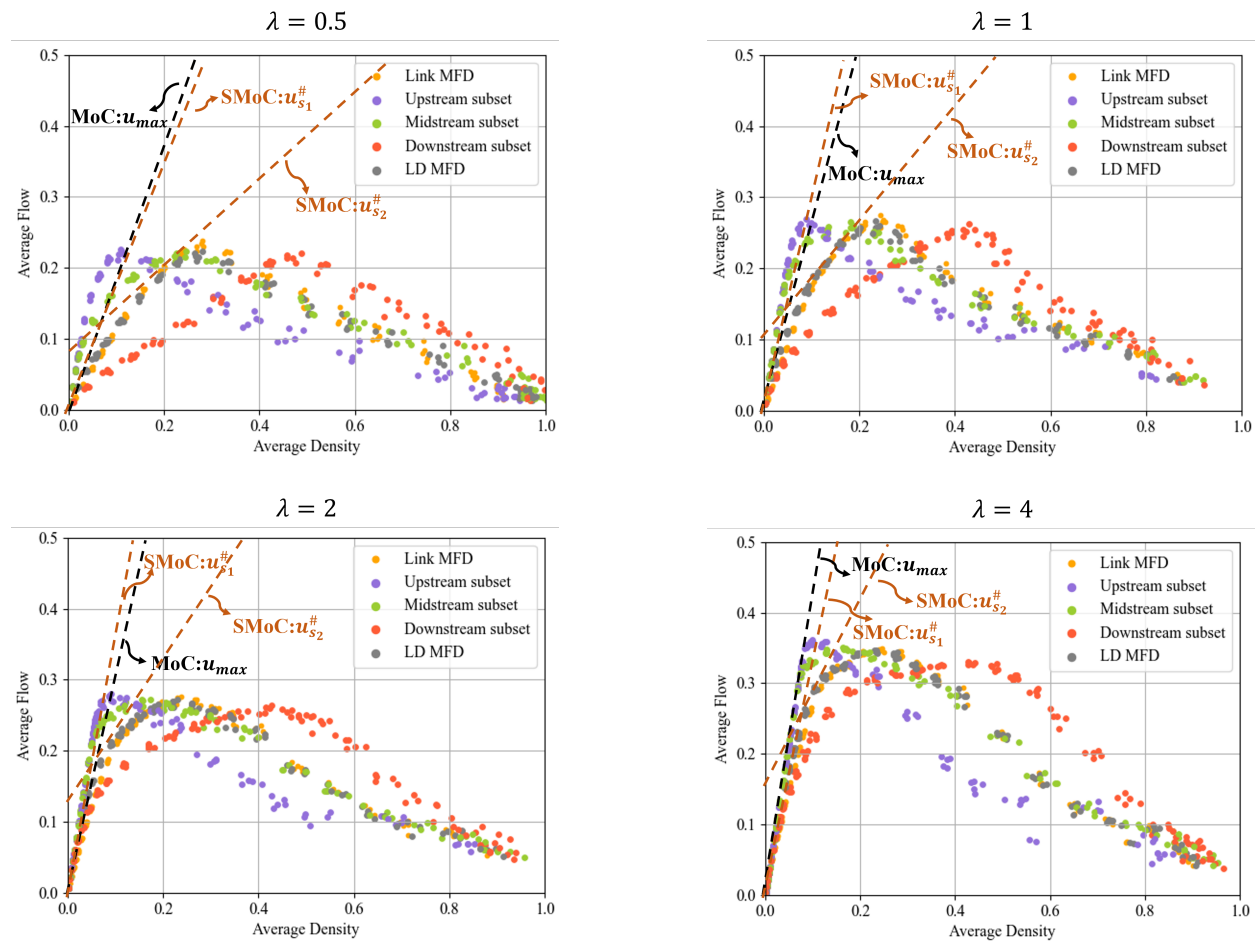 λ = 0.5
0.5
0.4
0.3
0.2
0.1
0.0
0.0 0.2 0.4 0.6 0.8 1.0
Average Density
Average Flow
MoC:u_max
SMoC:u^#_{s_1}
SMoC:u^#_{s_2}
Link MFD
Upstream subset
Midstream subset
Downstream subset
LD MFD
λ = 1
0.5
0.4
0.3
0.2
0.1
0.0
0.0 0.2 0.4 0.6 0.8 1.0
Average Density
Average Flow
SMoC:u^#_{s_1}
SMoC:u^#_{s_2}
MoC:u_max
Link MFD
Upstream subset
Midstream subset
Downstream subset
LD MFD
λ = 2
0.5
0.4
0.3
0.2
0.1
0.0
0.0 0.2 0.4 0.6 0.8 1.0
Average Density
Average Flow
SMoC:u^#_{s_1}
SMoC:u^#_{s_2}
MoC:u_max
Link MFD
Upstream subset
Midstream subset
Downstream subset
LD MFD
λ = 4
0.5
0.4
0.3
0.2
0.1
0.0
0.0 0.2 0.4 0.6 0.8 1.0
Average Density
Average Flow
MoC:u_max
SMoC:u^#_{s_2}
SMoC:u^#_{s_1}
Link MFD
Upstream subset
Midstream subset
Downstream subset
LD MFD